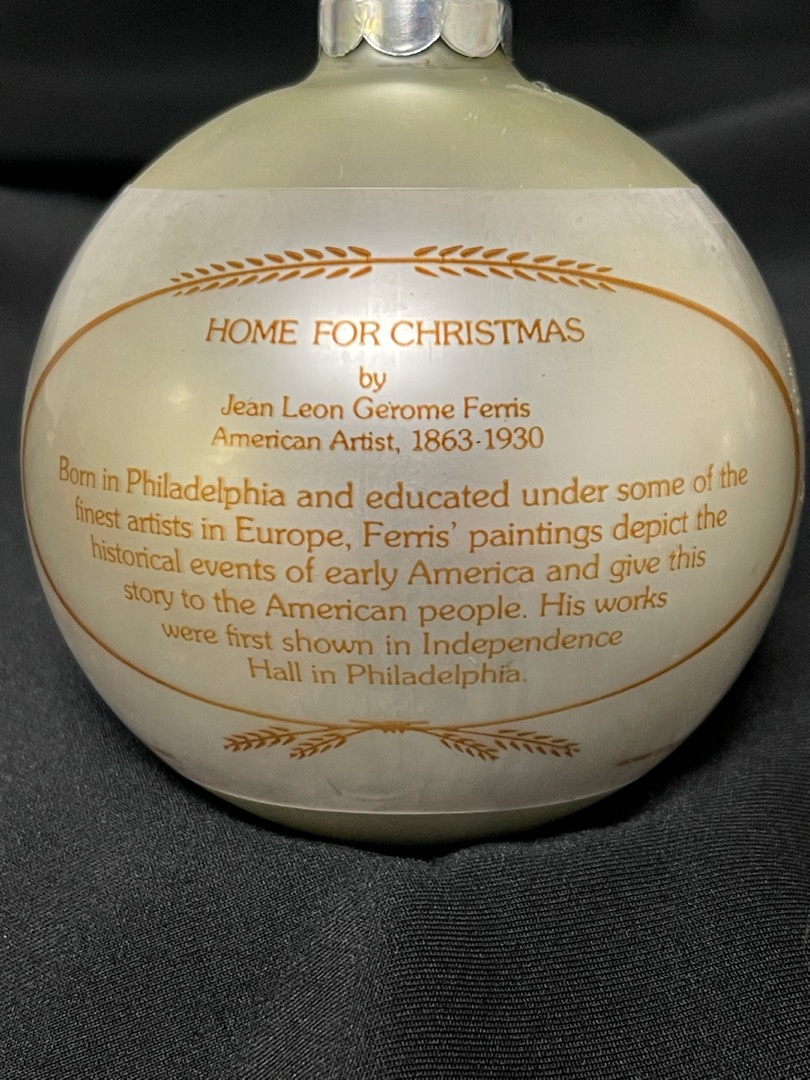 HOME FOR CHRISTMAS
by
Jean Leon Gerome Ferris
American Artist, 1863-1930
Born in Philadelphia and educated under some of the
finest artists in Europe, Ferris' paintings depict the
historical events of early America and give this
story to the American people. His works
were first shown in Independence
Hall in Philadelphia.